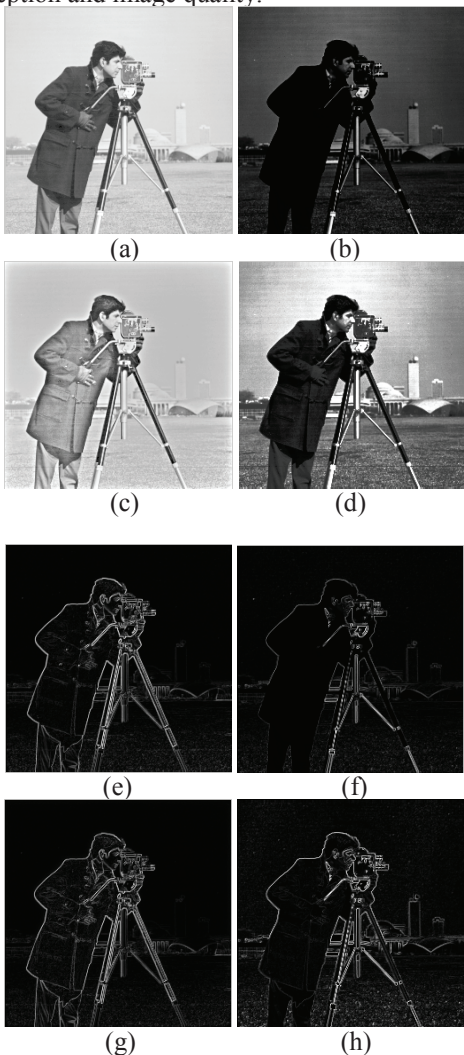 ption and image quality.
(a) (b)
(c) (d)
(e) (f)
(g) (h)